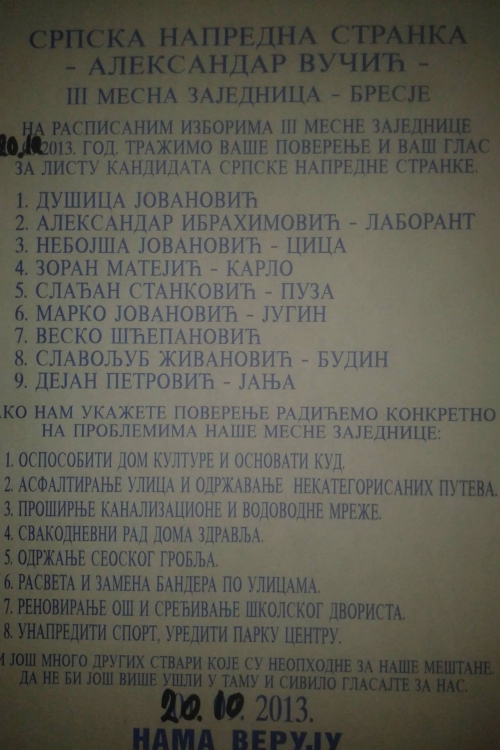 СРПСКА НАПРЕДНА СТРАНКА
- АЛЕКСАНДАР ВУЧИЋ -
III МЕСНА ЗАЈЕДНИЦА - БРЕСЈЕ
НА РАСПИСАНИМ ИЗБОРИМА III МЕСНЕ ЗАЈЕДНИЦЕ
20.10 2013. ГОД. ТРАЖИМО ВАШЕ ПОВЕРЕЊЕ И ВАШ ГЛАС
ЗА ЛИСТУ КАНДИДАТА СРПСКЕ НАПРЕДНЕ СТРАНКЕ.
1. ДУШИЦА ЈОВАНОВИЋ
2. АЛЕКСАНДАР ИБРАХИМОВИЋ - ЛАБОРАНТ
3. НЕБОЈША ЈОВАНОВИЋ - ЦИЦА
4. ЗОРАН МАТЕЈИЋ - КАРЛО
5. СЛАЂАН СТАНКОВИЋ - ПУЗА
6. МАРКО ЈОВАНОВИЋ - ЈУГИН
7. ВЕСКО ШЋЕПАНОВИЋ
8. СЛАВОЉУБ ЖИВАНОВИЋ - БУДИН
9. ДЕЈАН ПЕТРОВИЋ - ЈАЊА
АКО НАМ УКАЖЕТЕ ПОВЕРЕЊЕ РАДИЋЕМО КОНКРЕТНО
НА ПРОБЛЕМИМА НАШЕ МЕСНЕ ЗАЈЕДНИЦЕ:
1. ОСПОСОБИТИ ДОМ КУЛТУРЕ И ОСНОВАТИ КУД.
2. АСФАЛТИРАЊЕ УЛИЦА И ОДРЖАВАЊЕ НЕКАТЕГОРИСАНИХ ПУТЕВА.
3. ПРОШИРЊЕ КАНАЛИЗАЦИОНЕ И ВОДОВОДНЕ МРЕЖЕ.
4. СВАКОДНЕВНИ РАД ДОМА ЗДРАВЉА.
5. ОДРЖАЊЕ СЕОСКОГ ГРОБЉА.
6. РАСВЕТА И ЗАМЕНА БАНДЕРА ПО УЛИЦАМА.
7. РЕНОВИРАЊЕ ОШ И СРЕЂИВАЊЕ ШКОЛСКОГ ДВОРИСТА.
8. УНАПРЕДИТИ СПОРТ, УРЕДИТИ ПАРКУ ЦЕНТРУ.
И ЈОШ МНОГО ДРУГИХ СТВАРИ КОЈЕ СУ НЕОПХОДНЕ ЗА НАШЕ МЕШТАНЕ.
ДА НЕ БИ ЈОШ ВИШЕ УШЛИ У ТАМУ И СИВИЛО ГЛАСАЈТЕ ЗА НАС.
20.10. 2013.
НАМА ВЕРУЈУ